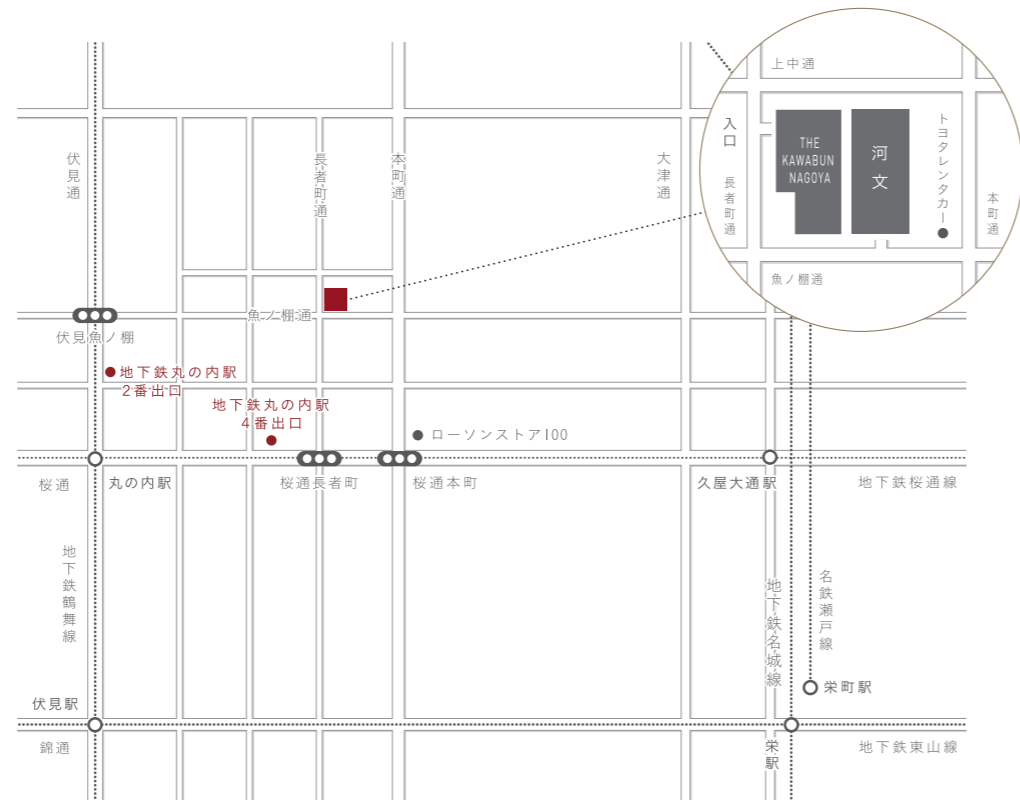 上中通
入口
THE
KAWABUN
NAGOYA
河文
トヨタレンタカー
長者町通
本町通
魚ノ棚通
伏見通
長者町通
本町通
大津通
魚ノ棚通
伏見魚ノ棚
地下鉄丸の内駅
2番出口
地下鉄丸の内駅
4番出口
ローソンストア100
桜通
丸の内駅
桜通長者町
桜通本町
久屋大通駅
地下鉄桜通線
地下鉄鶴舞線
地下鉄名城線
名鉄瀬戸線
栄町駅
伏見駅
錦通
栄駅
地下鉄東山線